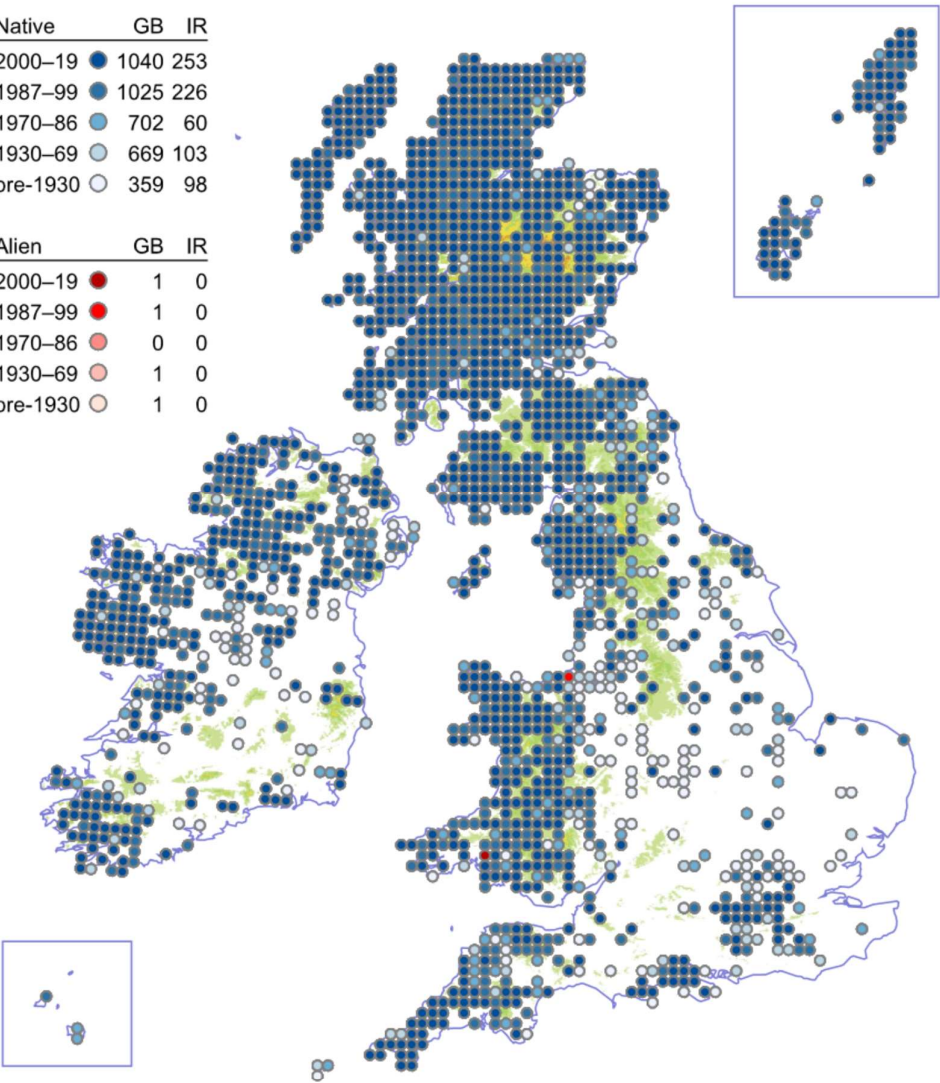 Native GB IR
2000–19 1040 253
1987–99 1025 226
1970–86 702 60
1930–69 669 103
pre-1930 359 98
Alien GB IR
2000–19 1 0
1987–99 1 0
1970–86 0 0
1930–69 1 0
pre-1930 1 0